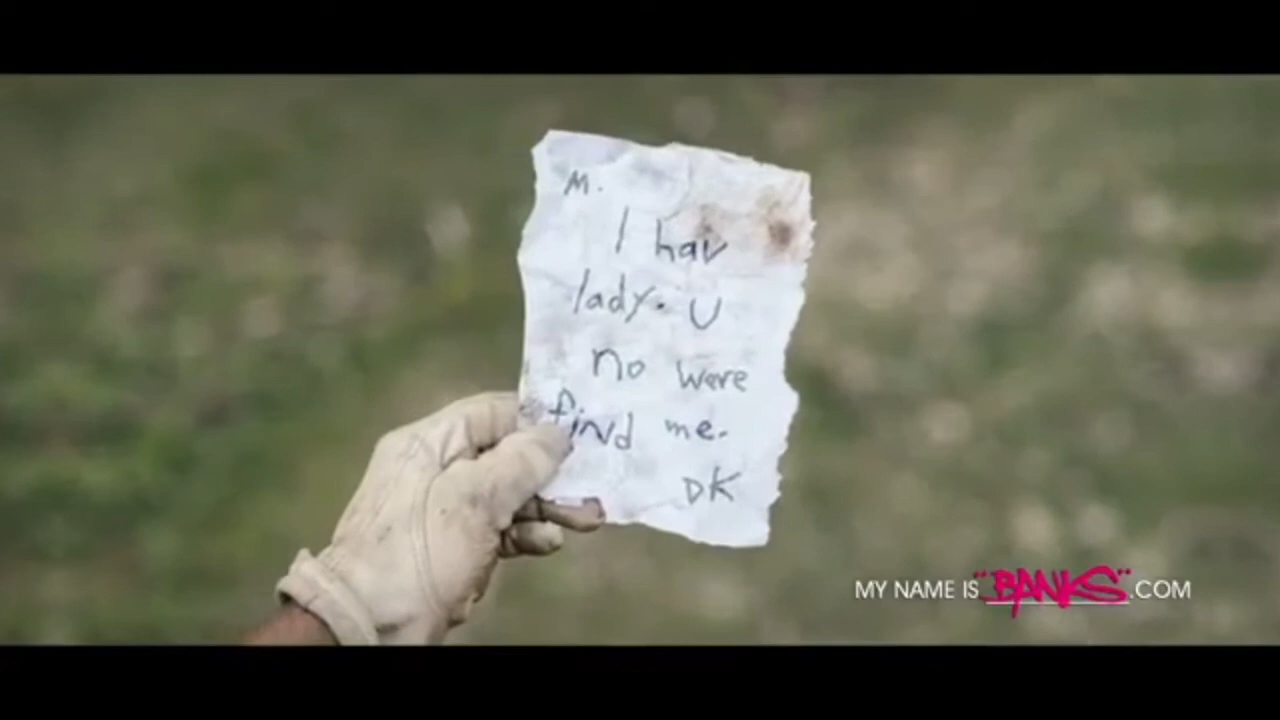 M.
I hav
lady. U
no were
find me.
DK
MY NAME IS "BANKS".COM